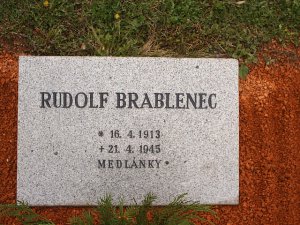 RUDOLF BRABLENEC
* 16. 4. 1913
+ 21. 4. 1945
MEDLÁNKY